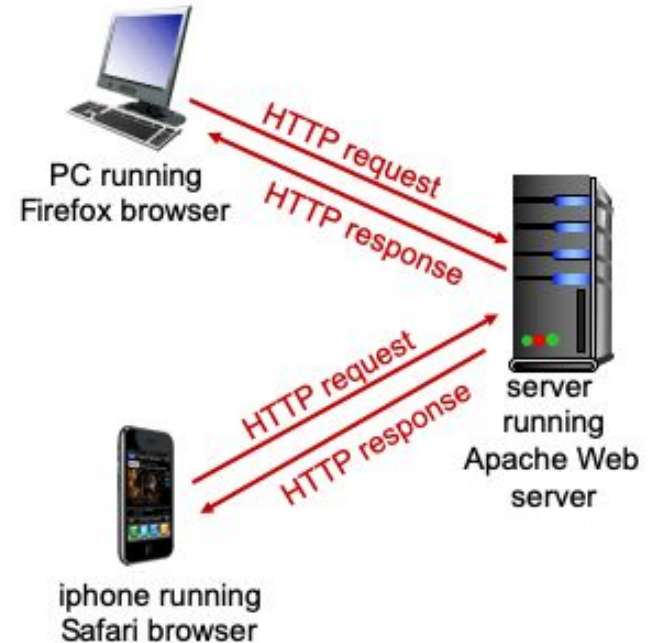 HTTP request
PC running
Firefox browser
HTTP response
HTTP request
server
running
Apache Web
server
HTTP response
iphone running
Safari browser